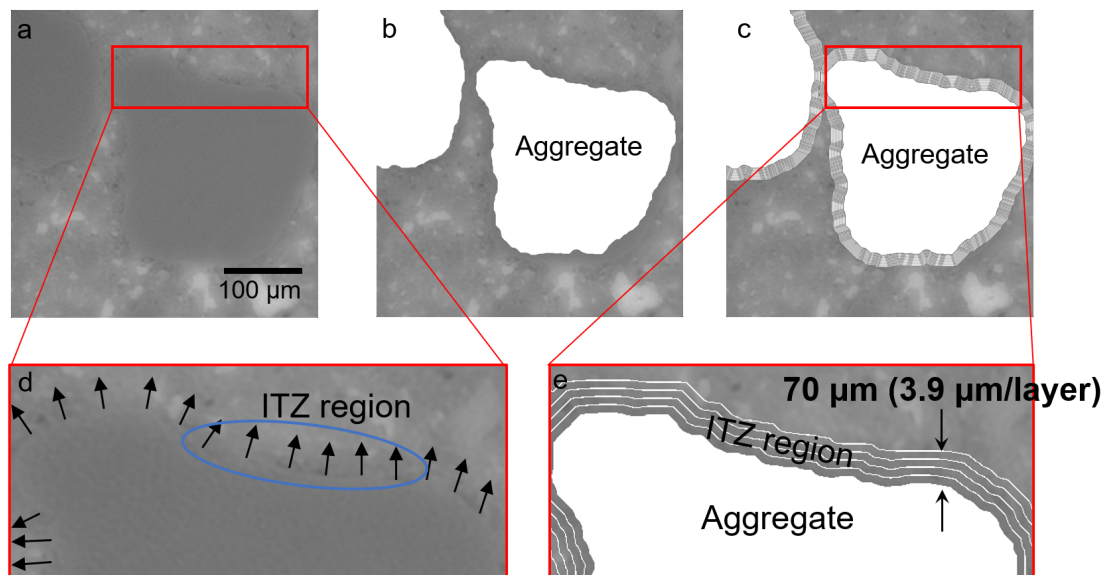 a
b
c
Aggregate
Aggregate
100 µm
d
ITZ region
e
70 µm (3.9 µm/layer)
ITZ region
Aggregate